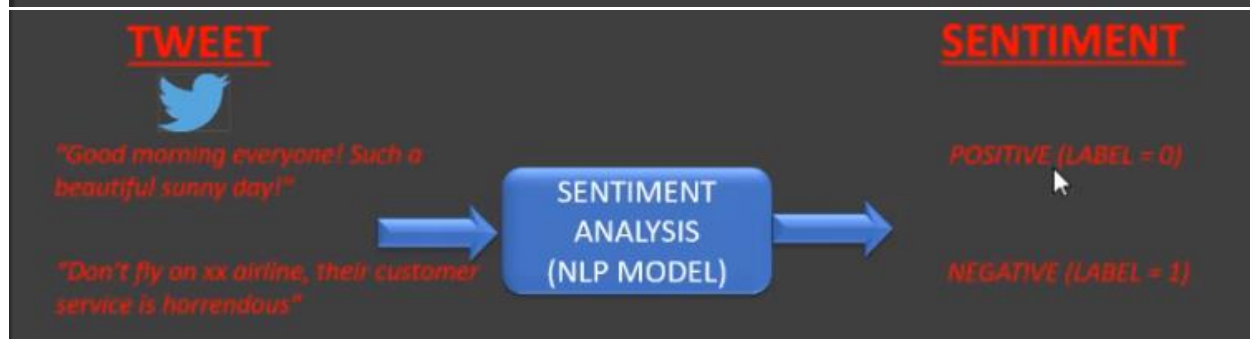 TWEET
SENTIMENT
"Good morning everyone! Such a
beautiful sunny day!"
POSITIVE (LABEL = 0)
SENTIMENT
ANALYSIS
(NLP MODEL)
"Don't fly on xx airline, their customer
service is horrendous"
NEGATIVE (LABEL = 1)